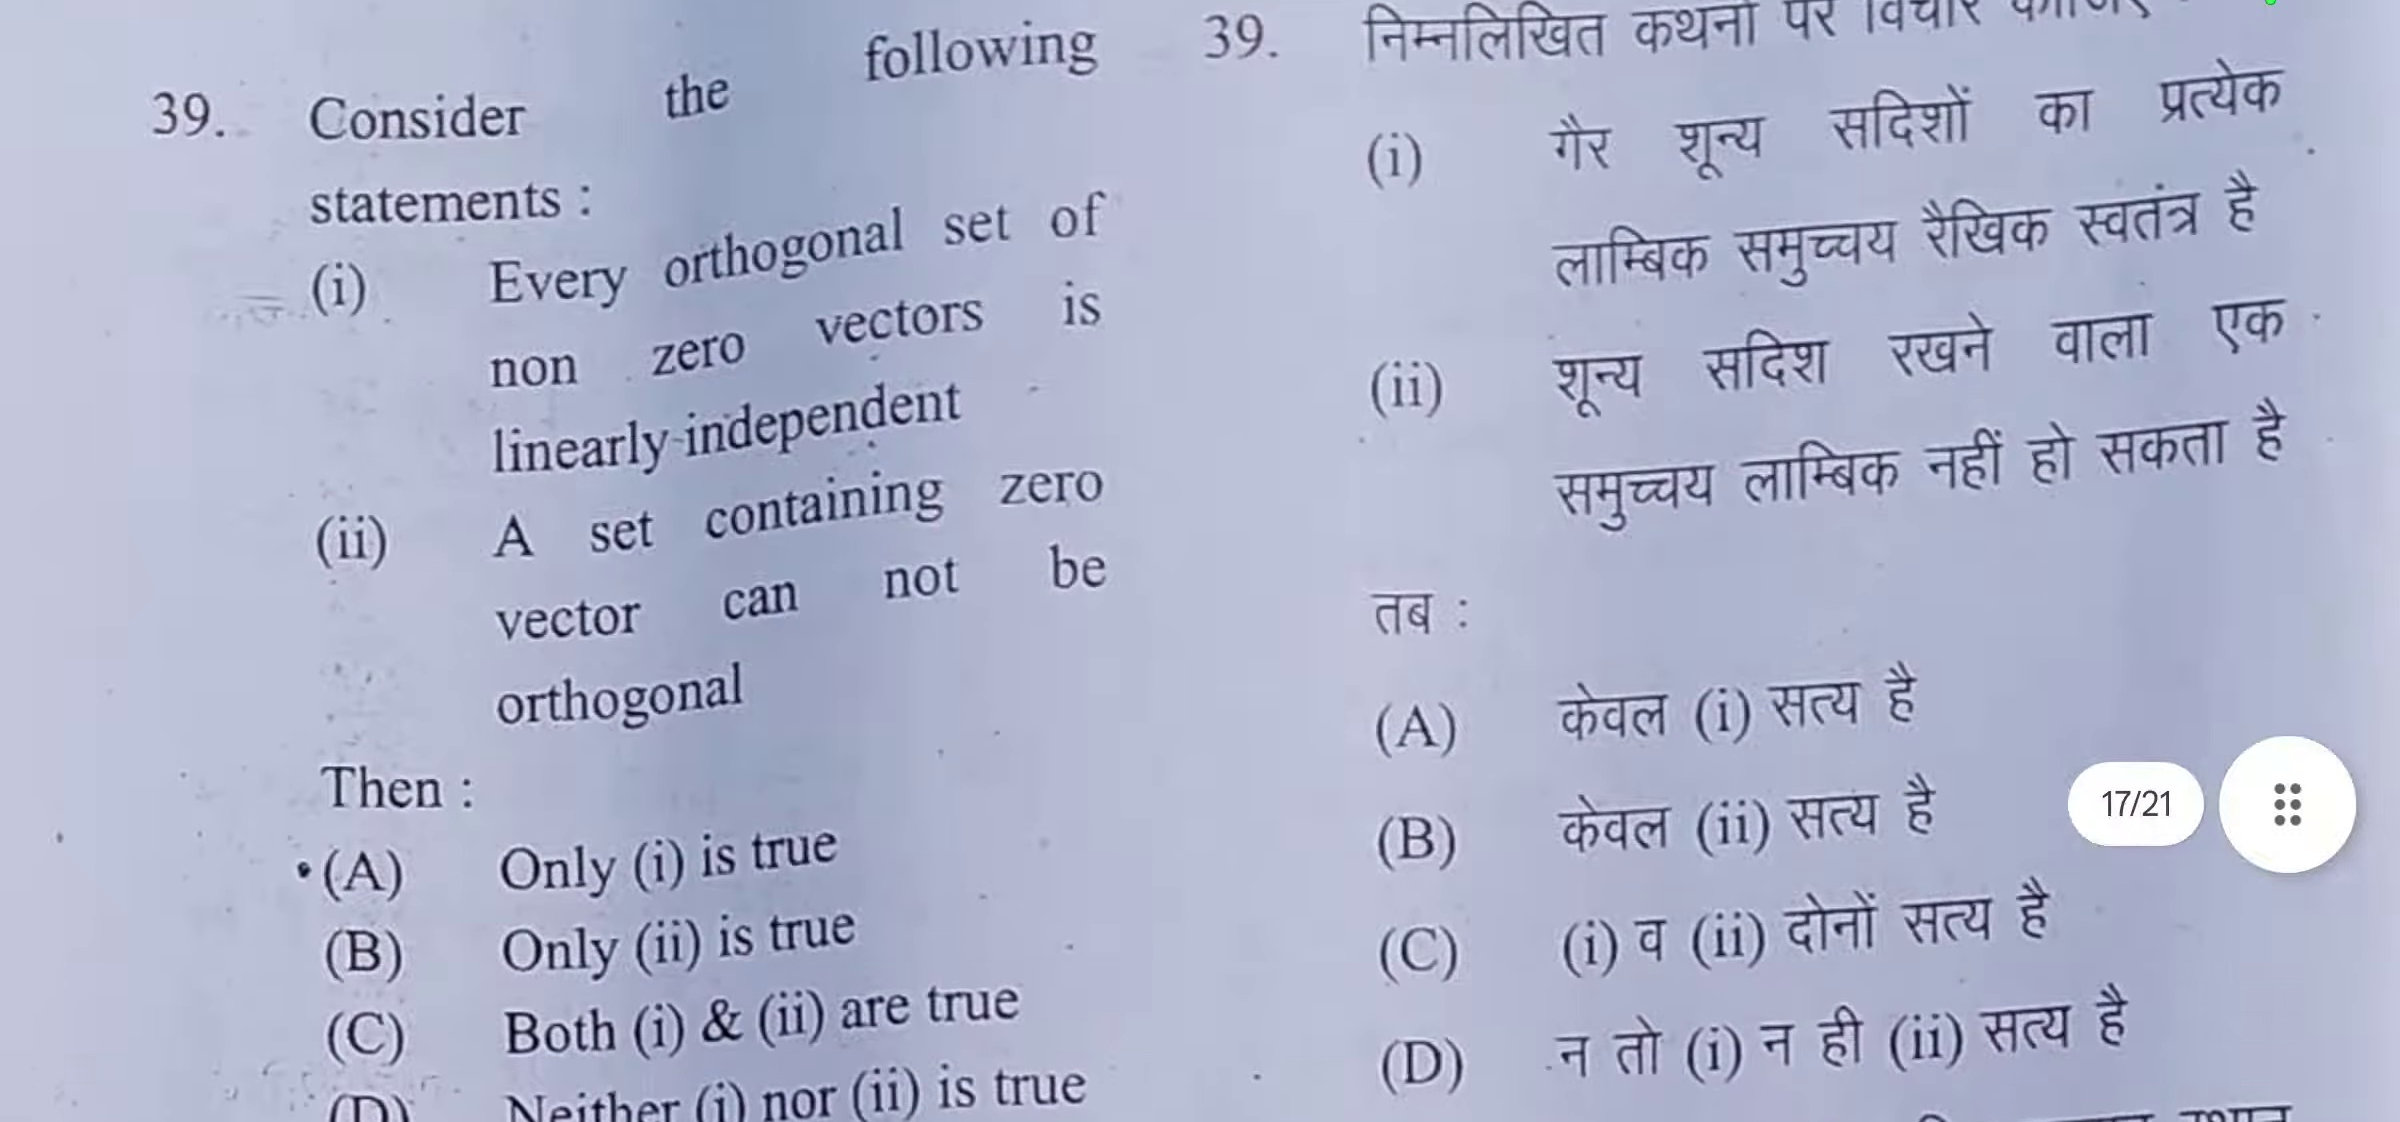 39. Consider the following
statements :
(i) Every orthogonal set of
non zero vectors is
linearly independent
(ii) A set containing zero
vector can not be
orthogonal
Then :
(A) Only (i) is true
(B) Only (ii) is true
(C) Both (i) & (ii) are true
(D) Neither (i) nor (ii) is true
39. निम्नलिखित कथनों पर विचार कीजिए
(i) गैर शून्य सदिशों का प्रत्येक
लाम्बिक समुच्चय रैखिक स्वतंत्र है
(ii) शून्य सदिश रखने वाला एक
समुच्चय लाम्बिक नहीं हो सकता है
तब :
(A) केवल (i) सत्य है
(B) केवल (ii) सत्य है
(C) (i) व (ii) दोनों सत्य है
(D) न तो (i) न ही (ii) सत्य है
17/21